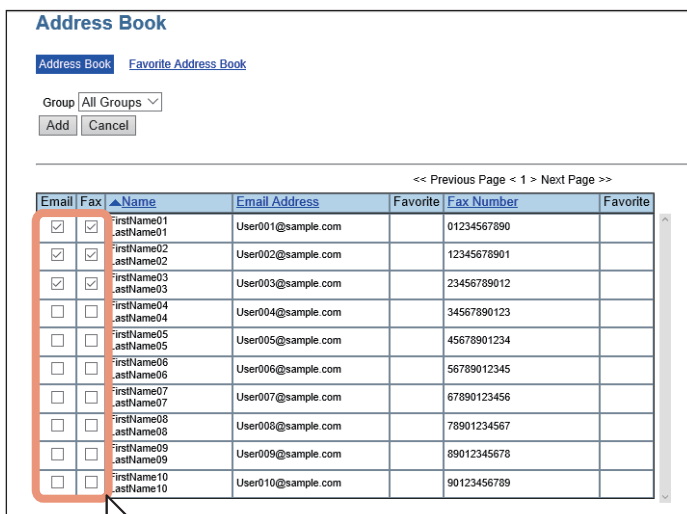 Address Book
Address Book Favorite Address Book
Group All Groups
Add Cancel
<< Previous Page < 1 > Next Page >>
Email Fax Name Email Address Favorite Fax Number Favorite
FirstName01
LastName01 User001@sample.com 01234567890
FirstName02
LastName02 User002@sample.com 12345678901
FirstName03
LastName03 User003@sample.com 23456789012
FirstName04
LastName04 User004@sample.com 34567890123
FirstName05
LastName05 User005@sample.com 45678901234
FirstName06
LastName06 User006@sample.com 56789012345
FirstName07
LastName07 User007@sample.com 67890123456
FirstName08
LastName08 User008@sample.com 78901234567
FirstName09
LastName09 User009@sample.com 89012345678
FirstName10
LastName10 User010@sample.com 90123456789